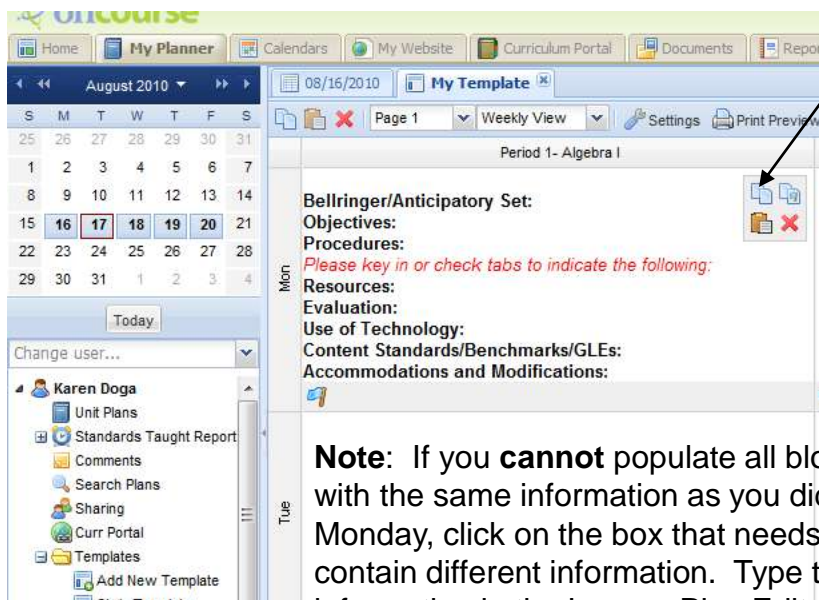 oncourse
Home My Planner Calendars My Website Curriculum Portal Documents
August 2010
08/16/2010 My Template
S M T W T F S
Page 1 Weekly View Settings Print Preview
25 26 27 28 29 30 31
1 2 3 4 5 6 7
8 9 10 11 12 13 14
15 16 17 18 19 20 21
22 23 24 25 26 27 28
29 30 31 1 2 3 4
Today
Change user...
Karen Doga
Unit Plans
Standards Taught Report
Comments
Search Plans
Sharing
Curr Portal
Templates
Add New Template
Period 1- Algebra I
Mon
Bellringer/Anticipatory Set:
Objectives:
Procedures:
Please key in or check tabs to indicate the following:
Resources:
Evaluation:
Use of Technology:
Content Standards/Benchmarks/GLEs:
Accommodations and Modifications:
Tue
Note: If you cannot populate all
with the same information as you
Monday, click on the box that needs
contain different information. Type